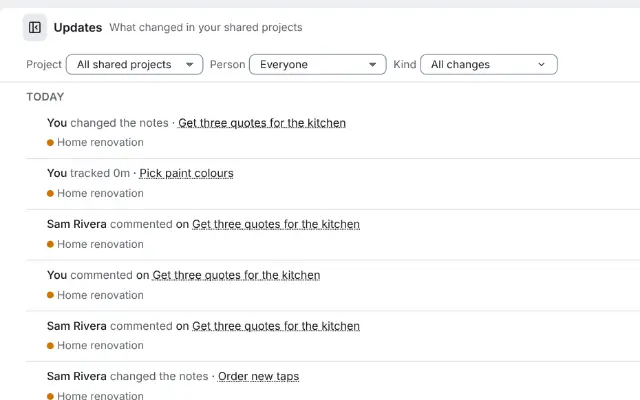 Updates What changed in your shared projects
Project All shared projects Person Everyone Kind All changes
TODAY
You changed the notes · Get three quotes for the kitchen
Home renovation
You tracked 0m · Pick paint colours
Home renovation
Sam Rivera commented on Get three quotes for the kitchen
Home renovation
You commented on Get three quotes for the kitchen
Home renovation
Sam Rivera commented on Get three quotes for the kitchen
Home renovation
Sam Rivera changed the notes · Order new taps
Home renovation